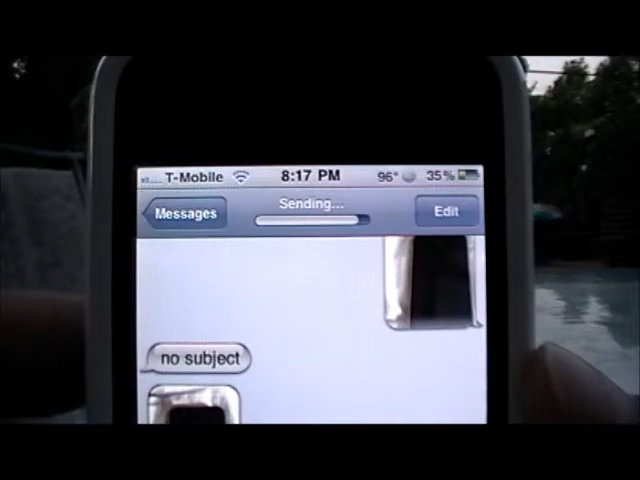 T-Mobile 8:17 PM 96° 35%
Messages Sending... Edit
no subject